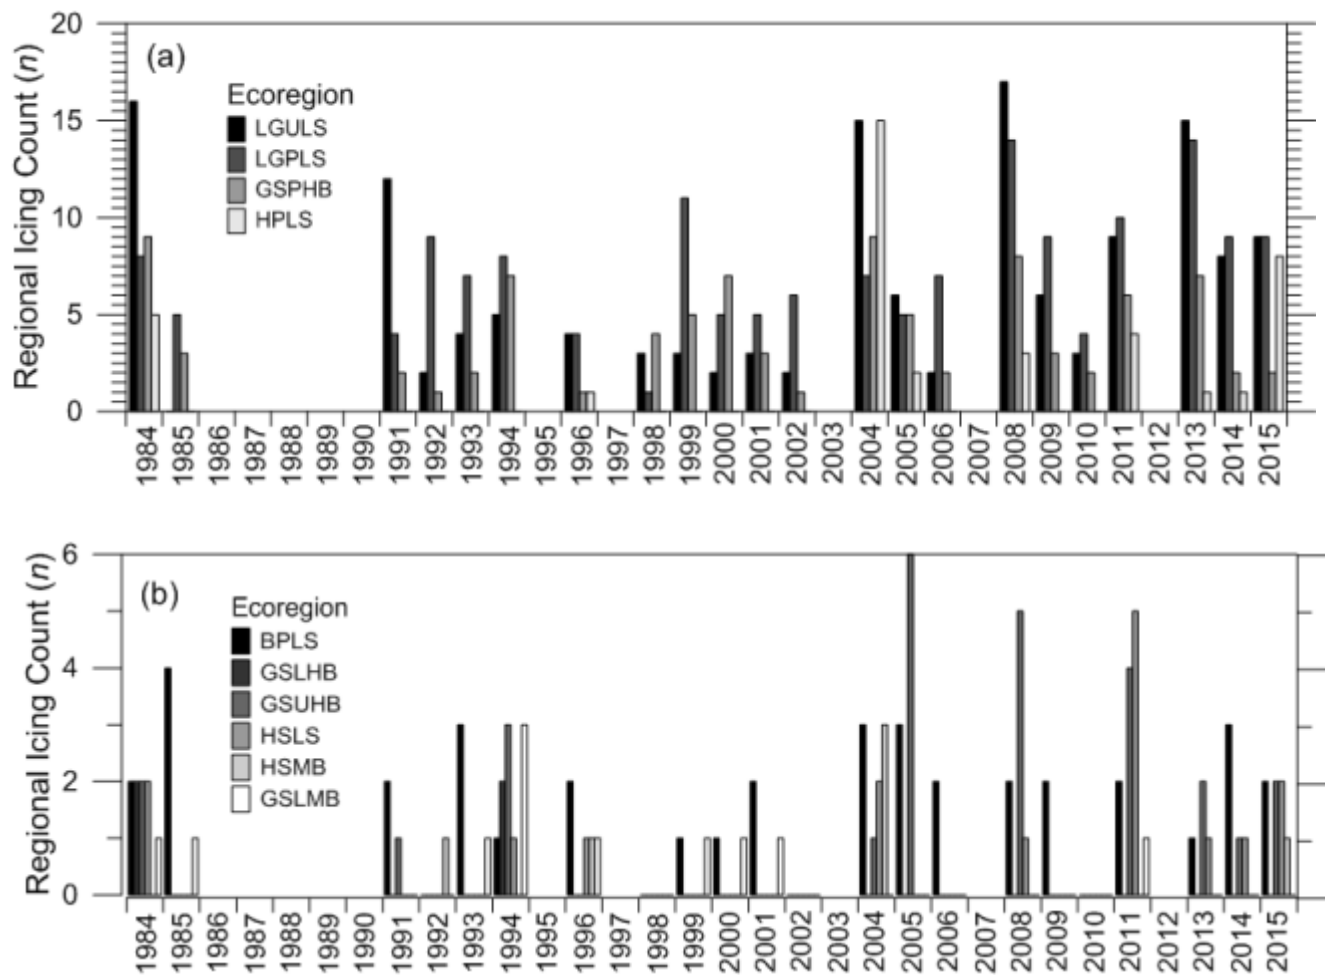 (a)
Regional Icing Count (n)
20
15
10
5
0
Ecoregion
LGULS
LGPLS
GSPHB
HPLS
1984 1985 1986 1987 1988 1989 1990 1991 1992 1993 1994 1995 1996 1997 1998 1999 2000 2001 2002 2003 2004 2005 2006 2007 2008 2009 2010 2011 2012 2013 2014 2015
(b)
Regional Icing Count (n)
6
4
2
0
Ecoregion
BPLS
GSLHB
GSUHB
HSLS
HSMB
GSLMB
1984 1985 1986 1987 1988 1989 1990 1991 1992 1993 1994 1995 1996 1997 1998 1999 2000 2001 2002 2003 2004 2005 2006 2007 2008 2009 2010 2011 2012 2013 2014 2015